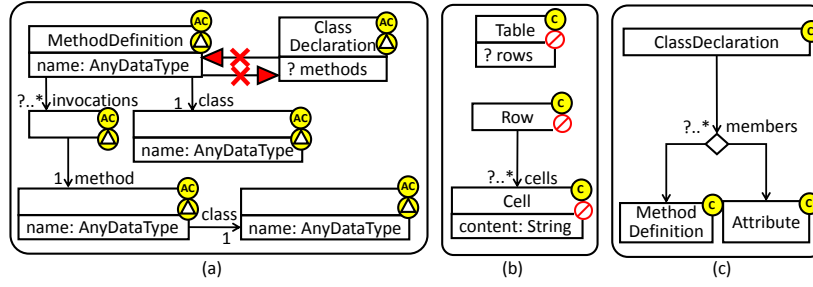 AC
AC
MethodDefinition
Class
Declaration
name: AnyDataType
? methods
?..* invocations
1 class
AC
AC
name: AnyDataType
1 method
AC
AC
name: AnyDataType
class
1
name: AnyDataType
(a)
C
Table
? rows
C
Row
?..* cells
C
Cell
content: String
(b)
C
ClassDeclaration
?..* members
C
C
Method
Definition
Attribute
(c)